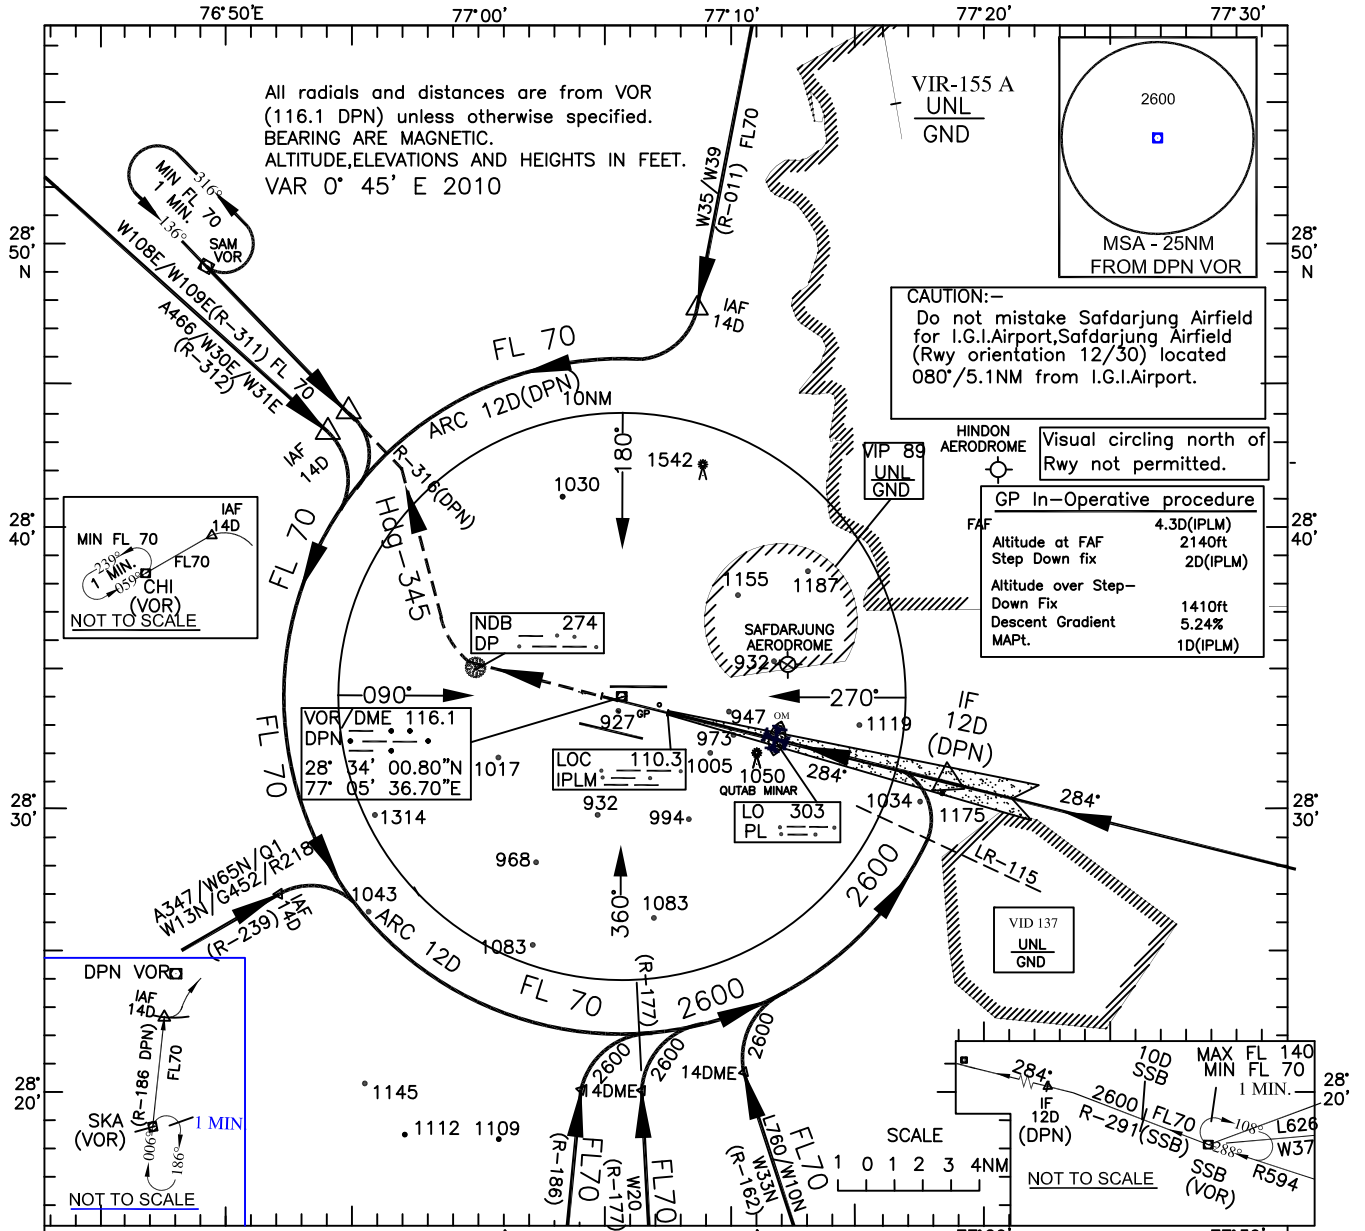 76°50'E
77°00'
77°10'
77°20'
77°30'
All radials and distances are from VOR
(116.1 DPN) unless otherwise specified.
BEARING ARE MAGNETIC.
ALTITUDE,ELEVATIONS AND HEIGHTS IN FEET.
VAR 0° 45' E 2010
VIR-155 A
UNL
GND
2600
MSA - 25NM
FROM DPN VOR
28°
50'
N
28°
50'
N
MIN FL 70
1 MIN.
316°
136°
SAM
VOR
W108E/W109E(R-311) FL 70
A466/W30E/W31E
(R-312)
IAF
14D
W35/W39
(R-011) FL70
IAF
14D
FL 70
ARC 12D(DPN)
10NM
CAUTION:-
Do not mistake Safdarjung Airfield
for I.G.I.Airport,Safdarjung Airfield
(Rwy orientation 12/30) located
080°/5.1NM from I.G.I.Airport.
HINDON
AERODROME
Visual circling north of
Rwy not permitted.
VIP 89
UNL
GND
GP In-Operative procedure
FAF 4.3D(IPLM)
Altitude at FAF 2140ft
Step Down fix 2D(IPLM)
Altitude over Step-
Down Fix 1410ft
Descent Gradient 5.24%
MAPt. 1D(IPLM)
28°
40'
28°
40'
180°
1542
1030
R-316(DPN)
Hdg-345
FL 70
IAF
14D
MIN FL 70
239°
1 MIN.
059°
FL70
CHI
(VOR)
NOT TO SCALE
1155
1187
SAFDARJUNG
AERODROME
932
NDB 274
DP
090°
270°
VOR/DME 116.1
DPN
28° 34' 00.80"N
77° 05' 36.70"E
927
GP
947
OM
973
1119
IF
12D
(DPN)
LOC 110.3
IPLM
1005
1050
QUTAB MINAR
284°
1034
1175
284°
LO 303
PL
1017
1314
932
994
968
FL 70
28°
30'
28°
30'
LR-115
A347/W65N/Q1
W13N/G452/R218
(R-239)
IAF
14D
1043
ARC 12D
360°
1083
1083
2600
VID 137
UNL
GND
FL 70
(R-177)
2600
DPN VOR
IAF
14D
(R-186 DPN)
FL70
SKA
(VOR)
1 MIN
006°
186°
NOT TO SCALE
2600
2600
2600
14DME
14DME
1145
1112
1109
(R-186)
FL70
(R-177)
W20
FL70
L760/W10N
W33N
(R-162)
FL70
SCALE
1 0 1 2 3 4NM
284°
IF
12D
(DPN)
10D
SSB
MAX FL 140
MIN FL 70
1 MIN.
2600
FL70
R-291(SSB)
108°
288°
L626
W37
R594
SSB
(VOR)
NOT TO SCALE
28°
20'
28°
20'